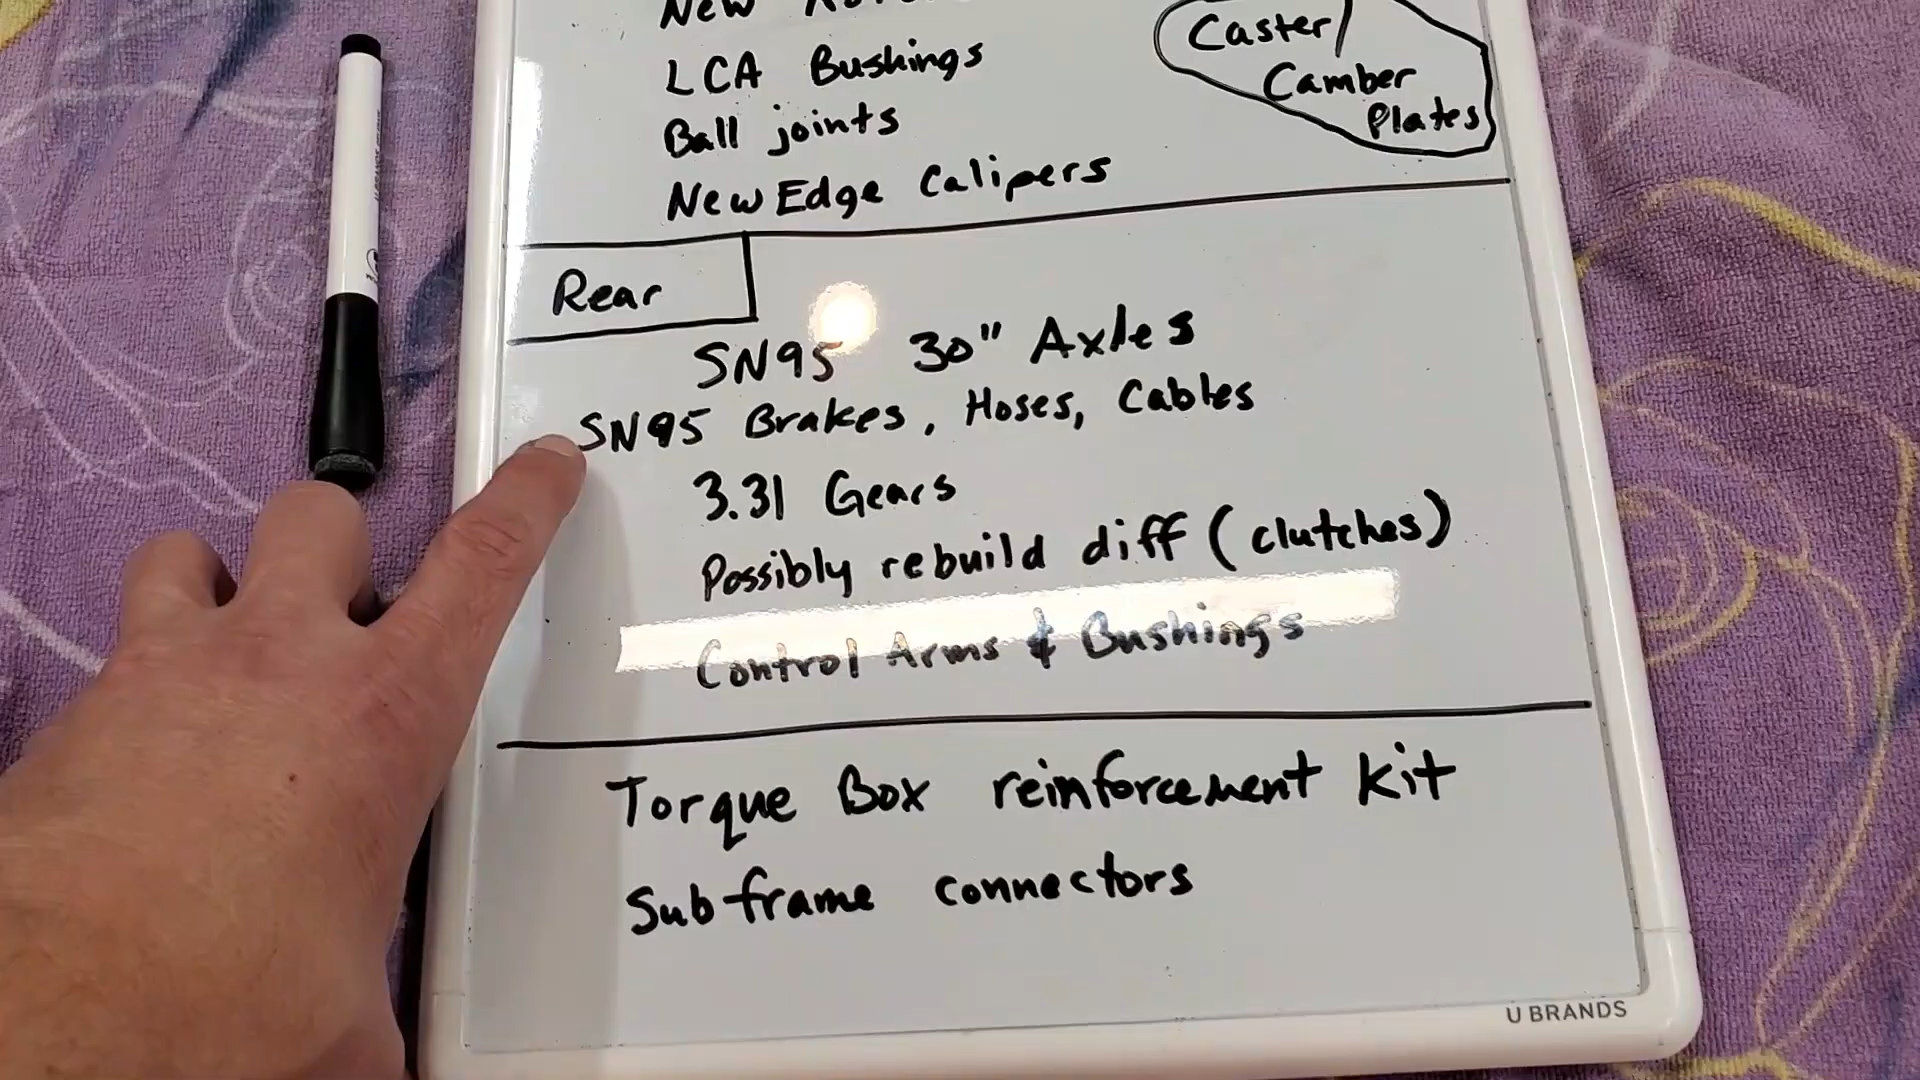 New
LCA Bushings
Ball joints
New Edge Calipers
Caster/
Camber
Plates
Rear
SN95 30" Axles
SN95 Brakes, Hoses, Cables
3.31 Gears
Possibly rebuild diff (clutches)
Control Arms & Bushings
Torque Box reinforcement kit
Subframe connectors
U BRANDS